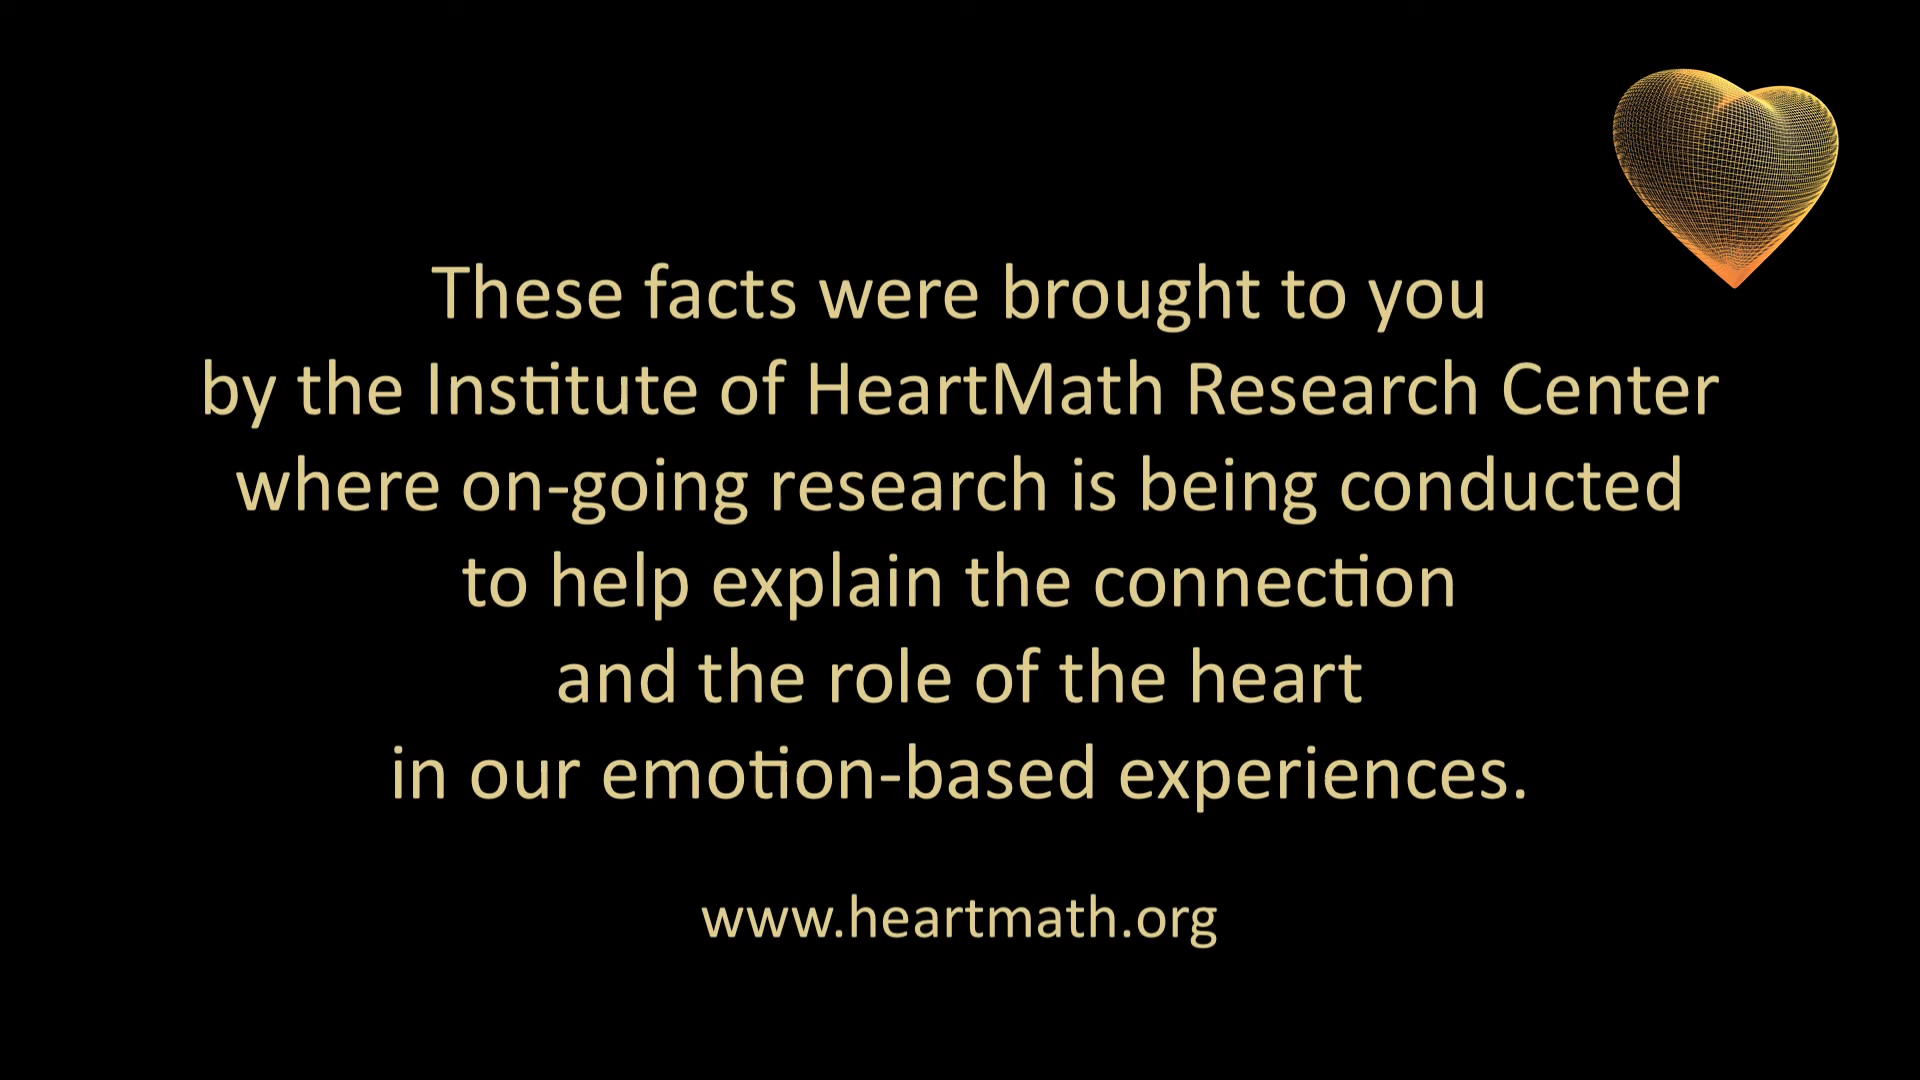 These facts were brought to you
by the Institute of HeartMath Research Center
where on-going research is being conducted
to help explain the connection
and the role of the heart
in our emotion-based experiences.
www.heartmath.org